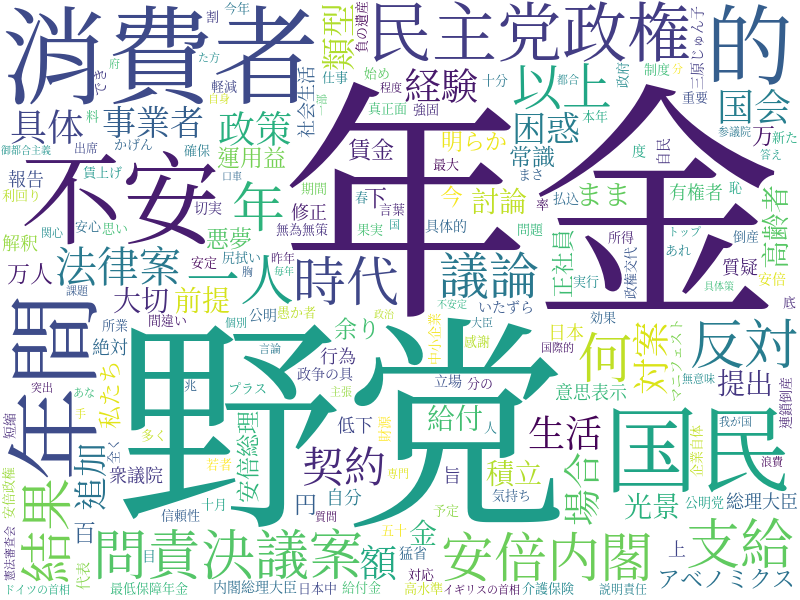 消費者
民主党政権
的
年金
野党
国民
不安
年間
安倍内閣
問責決議案
支給
反対
議論
何
対案
一人
時代
法律案
結果
追加
契約
生活
場合
額
以上
類型
経験
困惑
国会
具体
事業者
政策
運用益
賃金
明らか
常識
討論
今
まま
万
有権者
高齢者
正社員
質疑
提出
意思表示
光景
総理大臣
アベノミクス
積立
給付
余り
行為
私たち
大切
前提
悪夢
修正
下
年
解釈
報告
万人
絶対
衆議院
安倍総理
円
自分
低下
旨
金
百
上
社会生活
負の遺産
今年
割
軽減
仕事
始め
程度
十分
都合
政府
制度
分
三原じゅん子
重要
自民
度
本年
参議院
新た
答え
恥
真正面
強固
自身
一部
府
た方
でき
料
かげん
確保
御都合主義
出席
賃上げ
利回り
切実
口車
期間
春
言葉
率
払込
まさ
最大
関心
安心
思い
無為無策
果実
国
具体的
問題
所得
トップ
あれ
倒産
安倍
政権交代
実行
具体策
底
課題
安定
尻拭い
昨年
毎年
胸
不安定
いたずら
効果
日本
中小企業
大臣
感謝
国際的
マニフェスト
無意味
連鎖倒産
所業
間違い
公明
愚か者
個別
政治
突出
あな
手
言論
兆
プラス
政争の具
主張
立場
分の
人
財源
我が国
企業自体
浪費
短縮
全く
多く
若者
専門
気持ち
公明党
安倍政権
憲法審査会
代表
目
信頼性
十月
質問
五十
予定
猛省
対応
ドイツの首相
最低保障年金
内閣総理大臣
日本中
給付金
高水準
イギリスの首相
介護保険
説明責任